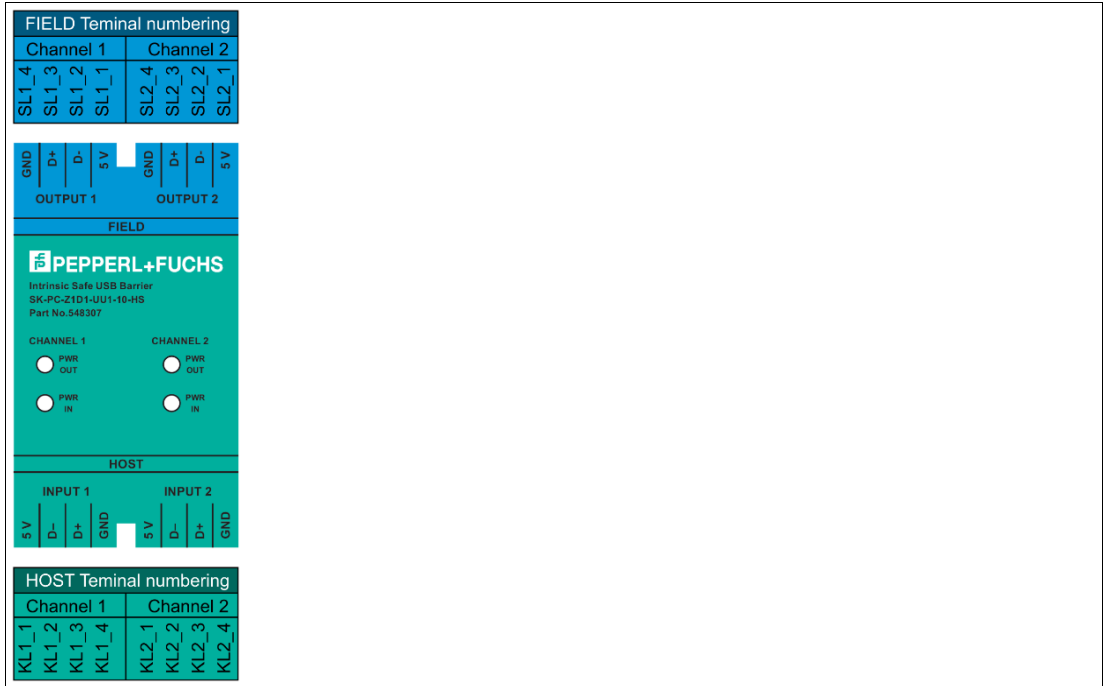 FIELD Teminal numbering
Channel 1 Channel 2
SL1_4 SL1_3 SL1_2 SL1_1 SL2_4 SL2_3 SL2_2 SL2_1
GND D+ D- 5 V GND D+ D- 5 V
OUTPUT 1 OUTPUT 2
FIELD
PEPPERL+FUCHS
Intrinsic Safe USB Barrier
SK-PC-Z1D1-UU1-10-HS
Part No.548307
CHANNEL 1 CHANNEL 2
PWR OUT PWR OUT
PWR IN PWR IN
HOST
INPUT 1 INPUT 2
5 V D– D+ GND 5 V D– D+ GND
HOST Teminal numbering
Channel 1 Channel 2
KL1_1 KL1_2 KL1_3 KL1_4 KL2_1 KL2_2 KL2_3 KL2_4